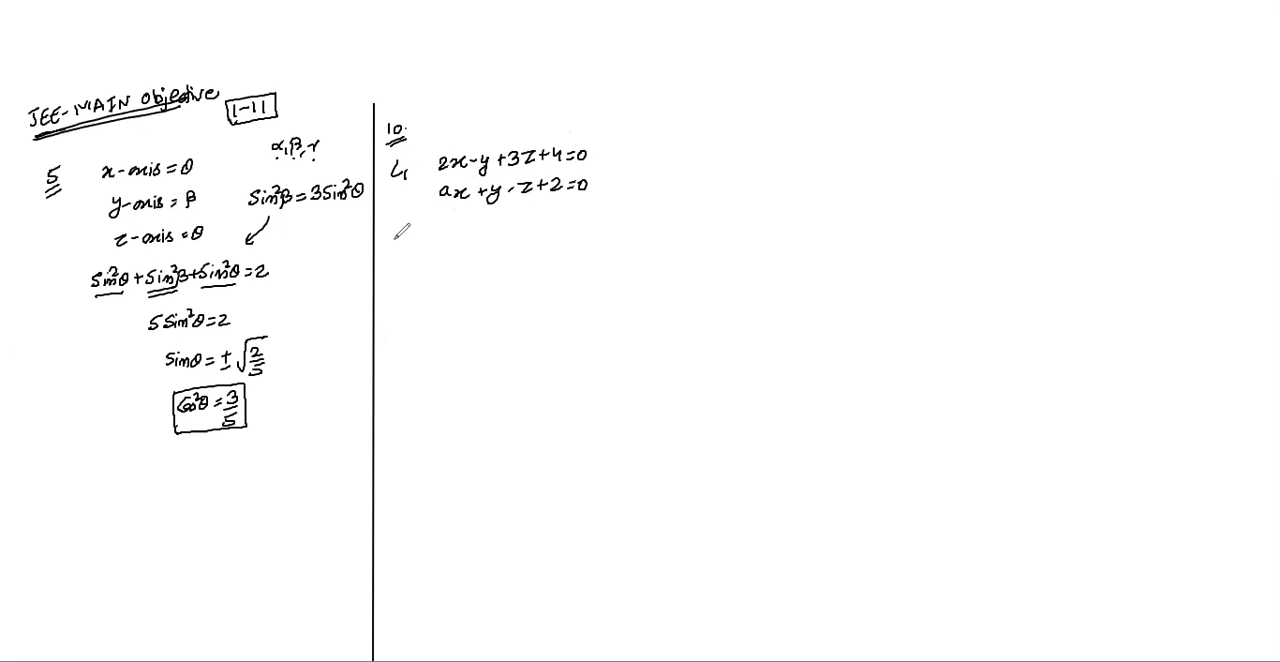 JEE-MAIN Objective 1-11
5 x-axis = θ
α, β, γ
y-axis = β
sin²β = 3sin²θ
z-axis = θ
sin²θ + sin²β + sin²θ = 2
5sin²θ = 2
sinθ = ± √2/5
cos²θ = 3/5
10.
L₁ 2x-y+3z+4=0
ax+y-z+2=0